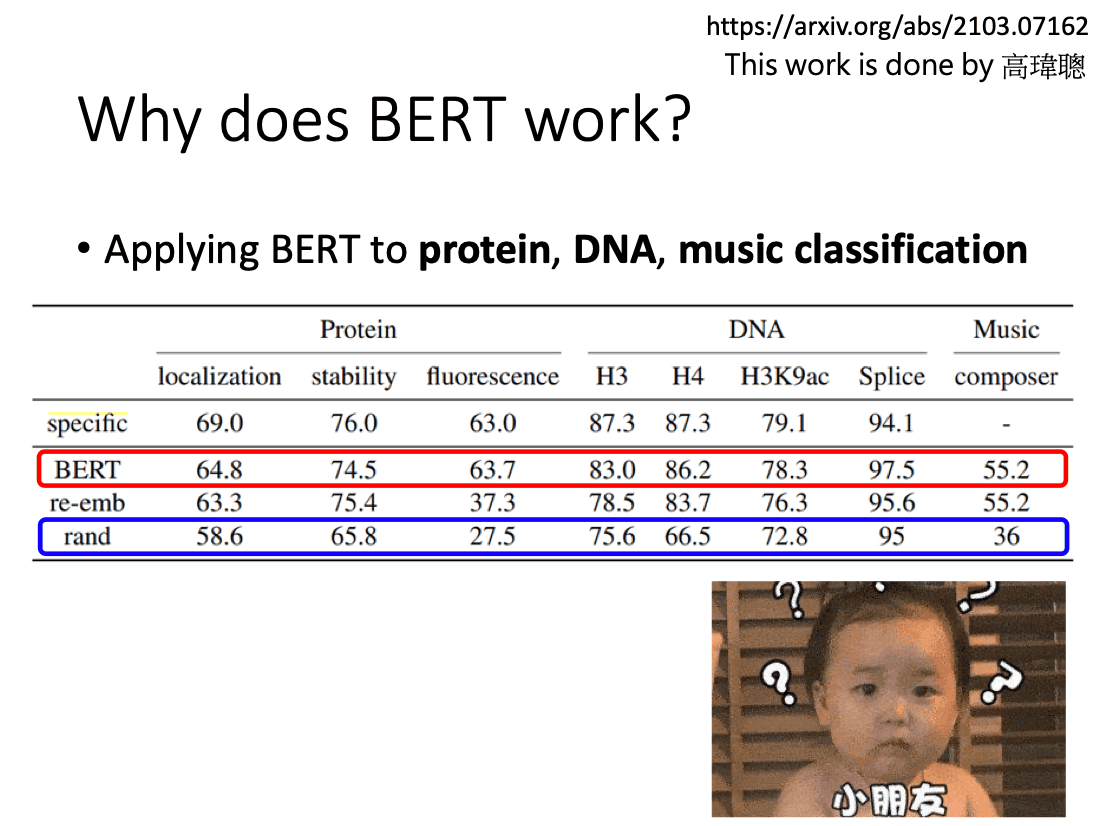 https://arxiv.org/abs/2103.07162
This work is done by 高瑋聰
Why does BERT work?
• Applying BERT to protein, DNA, music classification
Protein DNA Music
localization stability fluorescence H3 H4 H3K9ac Splice composer
specific 69.0 76.0 63.0 87.3 87.3 79.1 94.1 -
BERT 64.8 74.5 63.7 83.0 86.2 78.3 97.5 55.2
re-emb 63.3 75.4 37.3 78.5 83.7 76.3 95.6 55.2
rand 58.6 65.8 27.5 75.6 66.5 72.8 95 36
? ?
? ?
小朋友